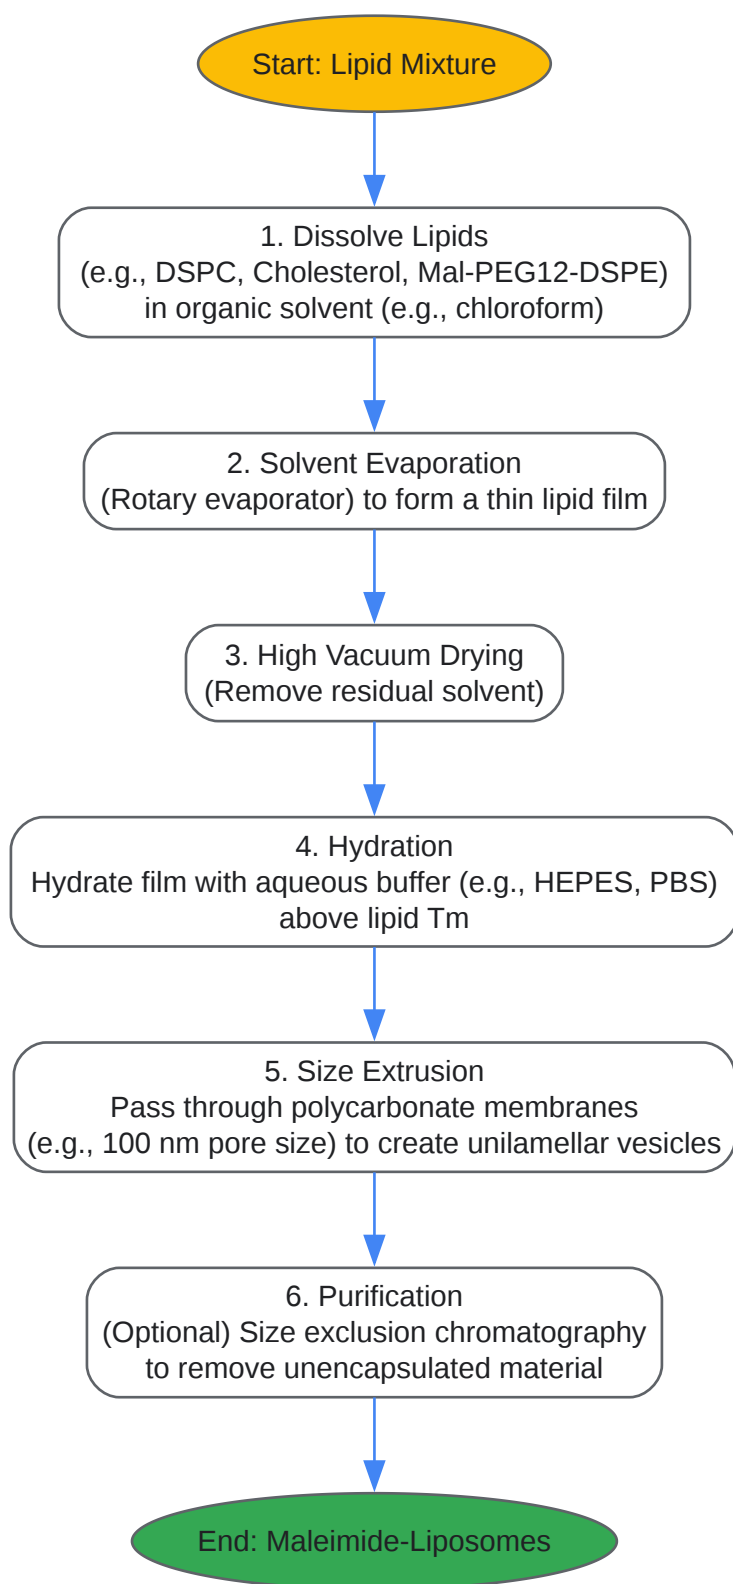 Start: Lipid Mixture
1. Dissolve Lipids
(e.g., DSPC, Cholesterol, Mal-PEG12-DSPE)
in organic solvent (e.g., chloroform)
2. Solvent Evaporation
(Rotary evaporator) to form a thin lipid film
3. High Vacuum Drying
(Remove residual solvent)
4. Hydration
Hydrate film with aqueous buffer (e.g., HEPES, PBS)
above lipid Tm
5. Size Extrusion
Pass through polycarbonate membranes
(e.g., 100 nm pore size) to create unilamellar vesicles
6. Purification
(Optional) Size exclusion chromatography
to remove unencapsulated material
End: Maleimide-Liposomes